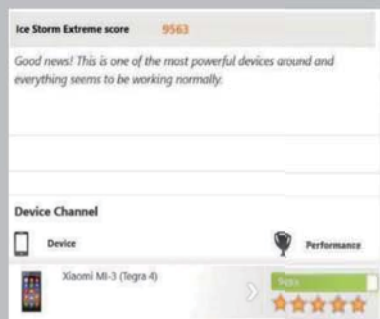 Ice Storm Extreme score 9563
Good news! This is one of the most powerful devices around and
everything seems to be working normally.
Device Channel
Device Performance
Xiaomi MI-3 (Tegra 4)